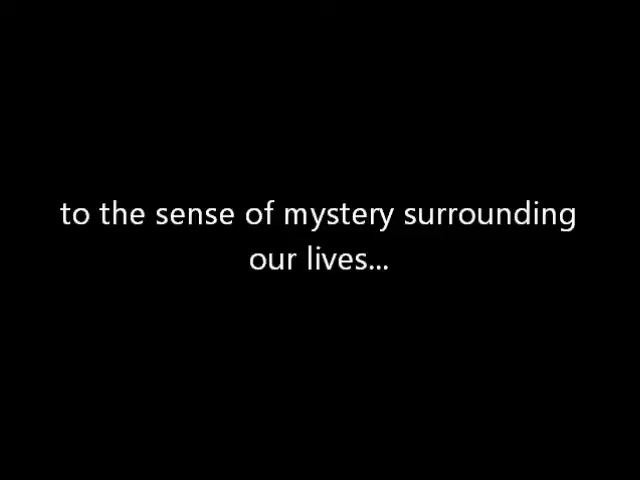 to the sense of mystery surrounding
our lives...